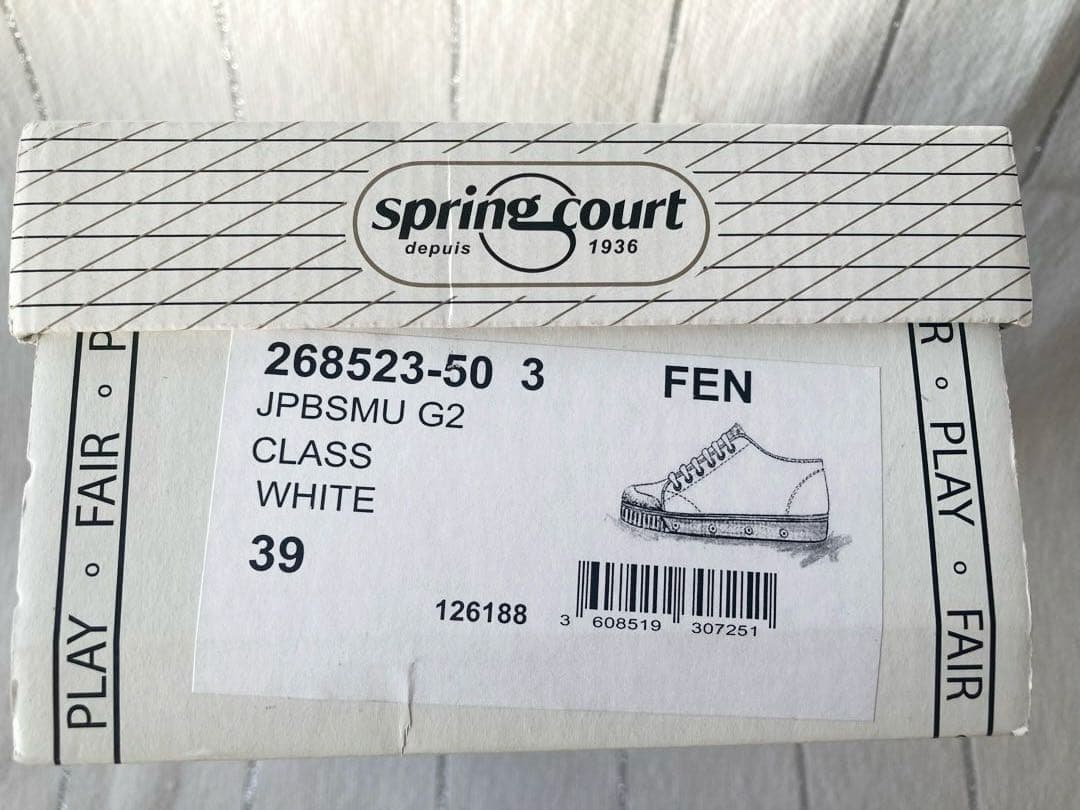 spring court
depuis 1936
268523-50 3
FEN
JPBSMU G2
CLASS
WHITE
39
126188
3 608519 307251
PLAY ∘ FAIR ∘ P
R ∘ PLAY ∘ FAIR